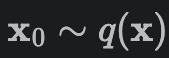 x₀ ∼ q(x)